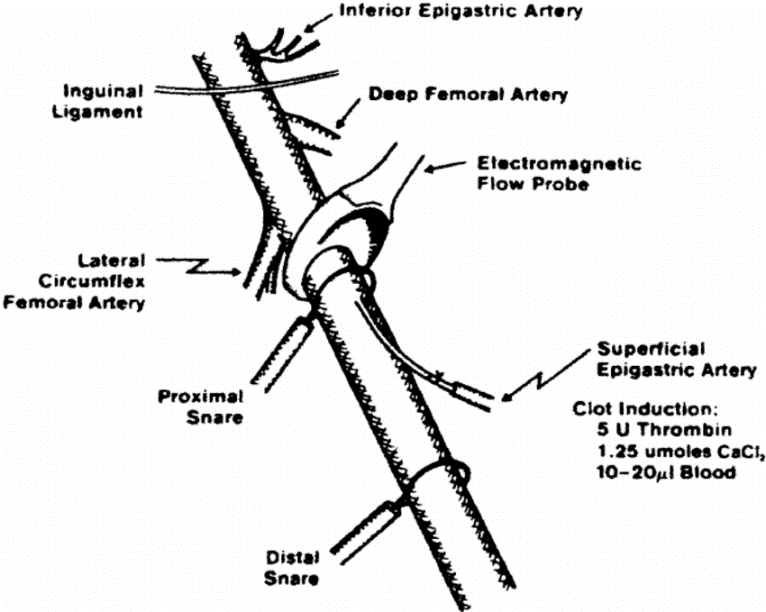 Inferior Epigastric Artery
Inguinal
Ligament
Deep Femoral Artery
Electromagnetic
Flow Probe
Lateral
Circumflex
Femoral Artery
Proximal
Snare
Superficial
Epigastric Artery
Clot Induction:
5 U Thrombin
1.25 umoles CaCl₂
10-20μl Blood
Distal
Snare